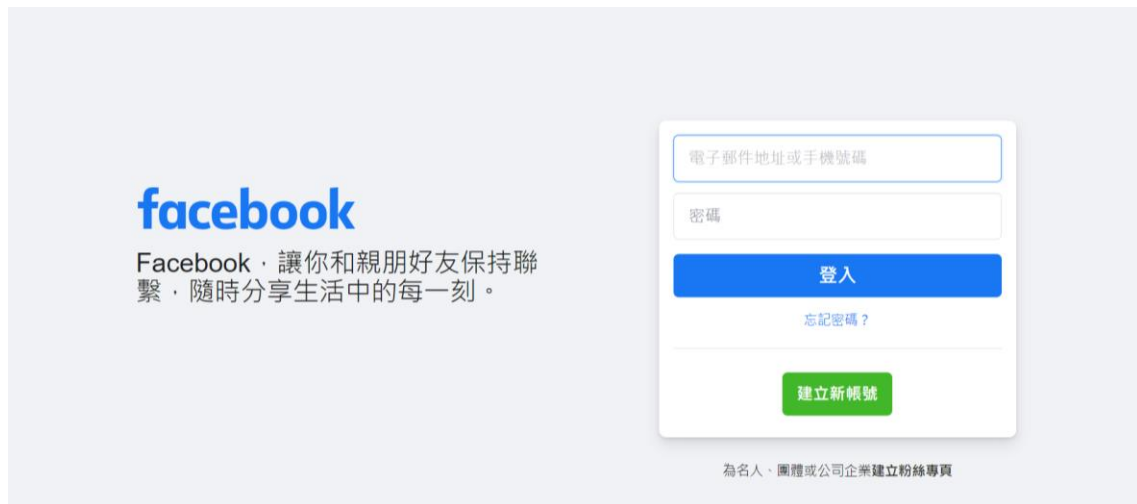 facebook
Facebook，讓你和親朋好友保持聯
繫，隨時分享生活中的每一刻。
電子郵件地址或手機號碼
密碼
登入
忘記密碼？
建立新帳號
為名人、團體或公司企業建立粉絲專頁